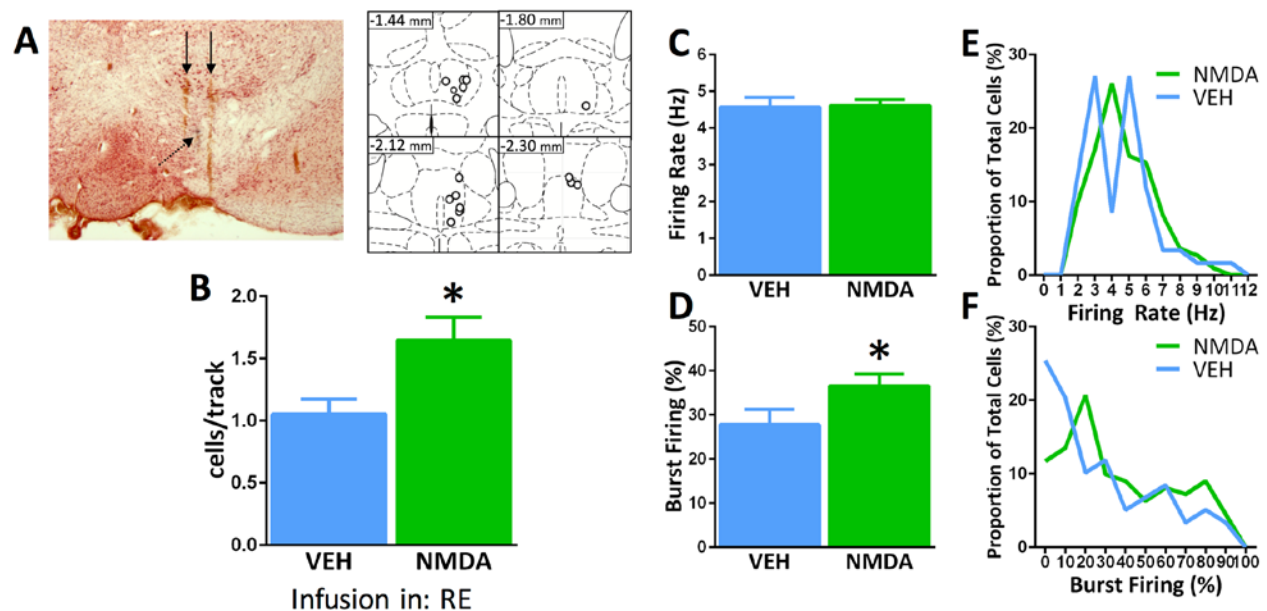 A
-1.44 mm
-1.80 mm
-2.12 mm
-2.30 mm
B
cells/track
2.0
1.5
1.0
0.5
0.0
*
VEH
NMDA
Infusion in: RE
C
Firing Rate (Hz)
6
5
4
3
2
1
0
VEH
NMDA
D
Burst Firing (%)
50
40
30
20
10
0
*
VEH
NMDA
E
Proportion of Total Cells (%)
30
20
10
0
NMDA
VEH
0 1 2 3 4 5 6 7 8 9 10 11 12
Firing Rate (Hz)
F
Proportion of Total Cells (%)
30
20
10
0
NMDA
VEH
0 10 20 30 40 50 60 70 80 90 100
Burst Firing (%)